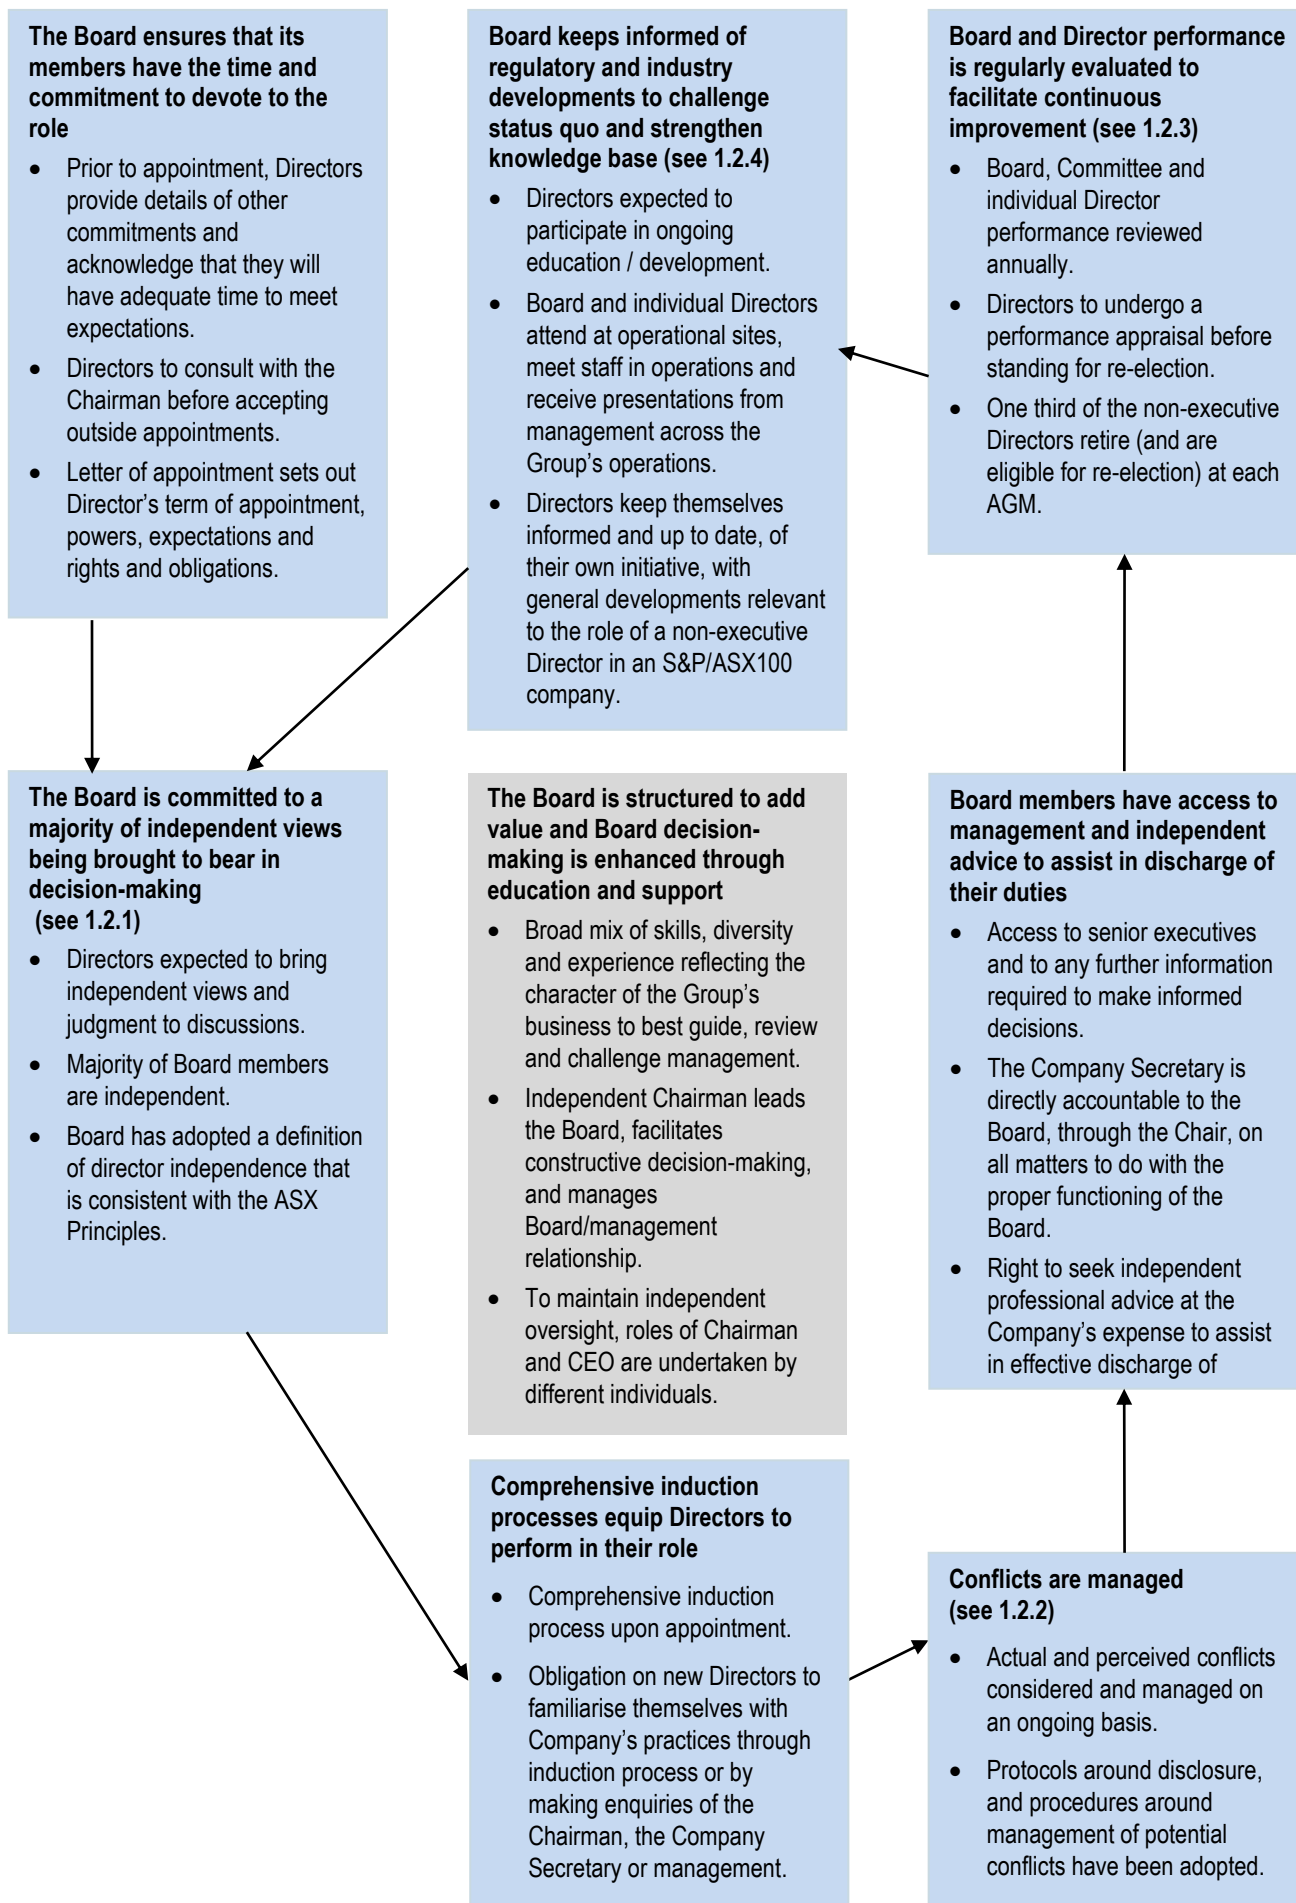 The Board ensures that its
members have the time and
commitment to devote to the
role
• Prior to appointment, Directors
provide details of other
commitments and
acknowledge that they will
have adequate time to meet
expectations.
• Directors to consult with the
Chairman before accepting
outside appointments.
• Letter of appointment sets out
Director’s term of appointment,
powers, expectations and
rights and obligations.
Board keeps informed of
regulatory and industry
developments to challenge
status quo and strengthen
knowledge base (see 1.2.4)
• Directors expected to
participate in ongoing
education / development.
• Board and individual Directors
attend at operational sites,
meet staff in operations and
receive presentations from
management across the
Group’s operations.
• Directors keep themselves
informed and up to date, of
their own initiative, with
general developments relevant
to the role of a non-executive
Director in an S&P/ASX100
company.
Board and Director performance
is regularly evaluated to
facilitate continuous
improvement (see 1.2.3)
• Board, Committee and
individual Director
performance reviewed
annually.
• Directors to undergo a
performance appraisal before
standing for re-election.
• One third of the non-executive
Directors retire (and are
eligible for re-election) at each
AGM.
The Board is committed to a
majority of independent views
being brought to bear in
decision-making
(see 1.2.1)
• Directors expected to bring
independent views and
judgment to discussions.
• Majority of Board members
are independent.
• Board has adopted a definition
of director independence that
is consistent with the ASX
Principles.
The Board is structured to add
value and Board decision-
making is enhanced through
education and support
• Broad mix of skills, diversity
and experience reflecting the
character of the Group’s
business to best guide, review
and challenge management.
• Independent Chairman leads
the Board, facilitates
constructive decision-making,
and manages
Board/management
relationship.
• To maintain independent
oversight, roles of Chairman
and CEO are undertaken by
different individuals.
Board members have access to
management and independent
advice to assist in discharge of
their duties
• Access to senior executives
and to any further information
required to make informed
decisions.
• The Company Secretary is
directly accountable to the
Board, through the Chair, on
all matters to do with the
proper functioning of the
Board.
• Right to seek independent
professional advice at the
Company’s expense to assist
in effective discharge of
Comprehensive induction
processes equip Directors to
perform in their role
• Comprehensive induction
process upon appointment.
• Obligation on new Directors to
familiarise themselves with
Company’s practices through
induction process or by
making enquiries of the
Chairman, the Company
Secretary or management.
Conflicts are managed
(see 1.2.2)
• Actual and perceived conflicts
considered and managed on
an ongoing basis.
• Protocols around disclosure,
and procedures around
management of potential
conflicts have been adopted.